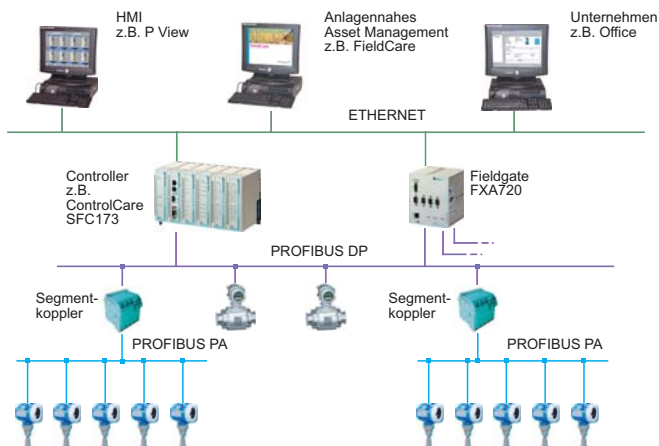 HMI
z.B. P View
Anlagennahes
Asset Management
z.B. FieldCare
Unternehmen
z.B. Office
ETHERNET
Controller
z.B.
ControlCare
SFC173
Fieldgate
FXA720
PROFIBUS DP
Segment-
koppler
Segment-
koppler
PROFIBUS PA
PROFIBUS PA